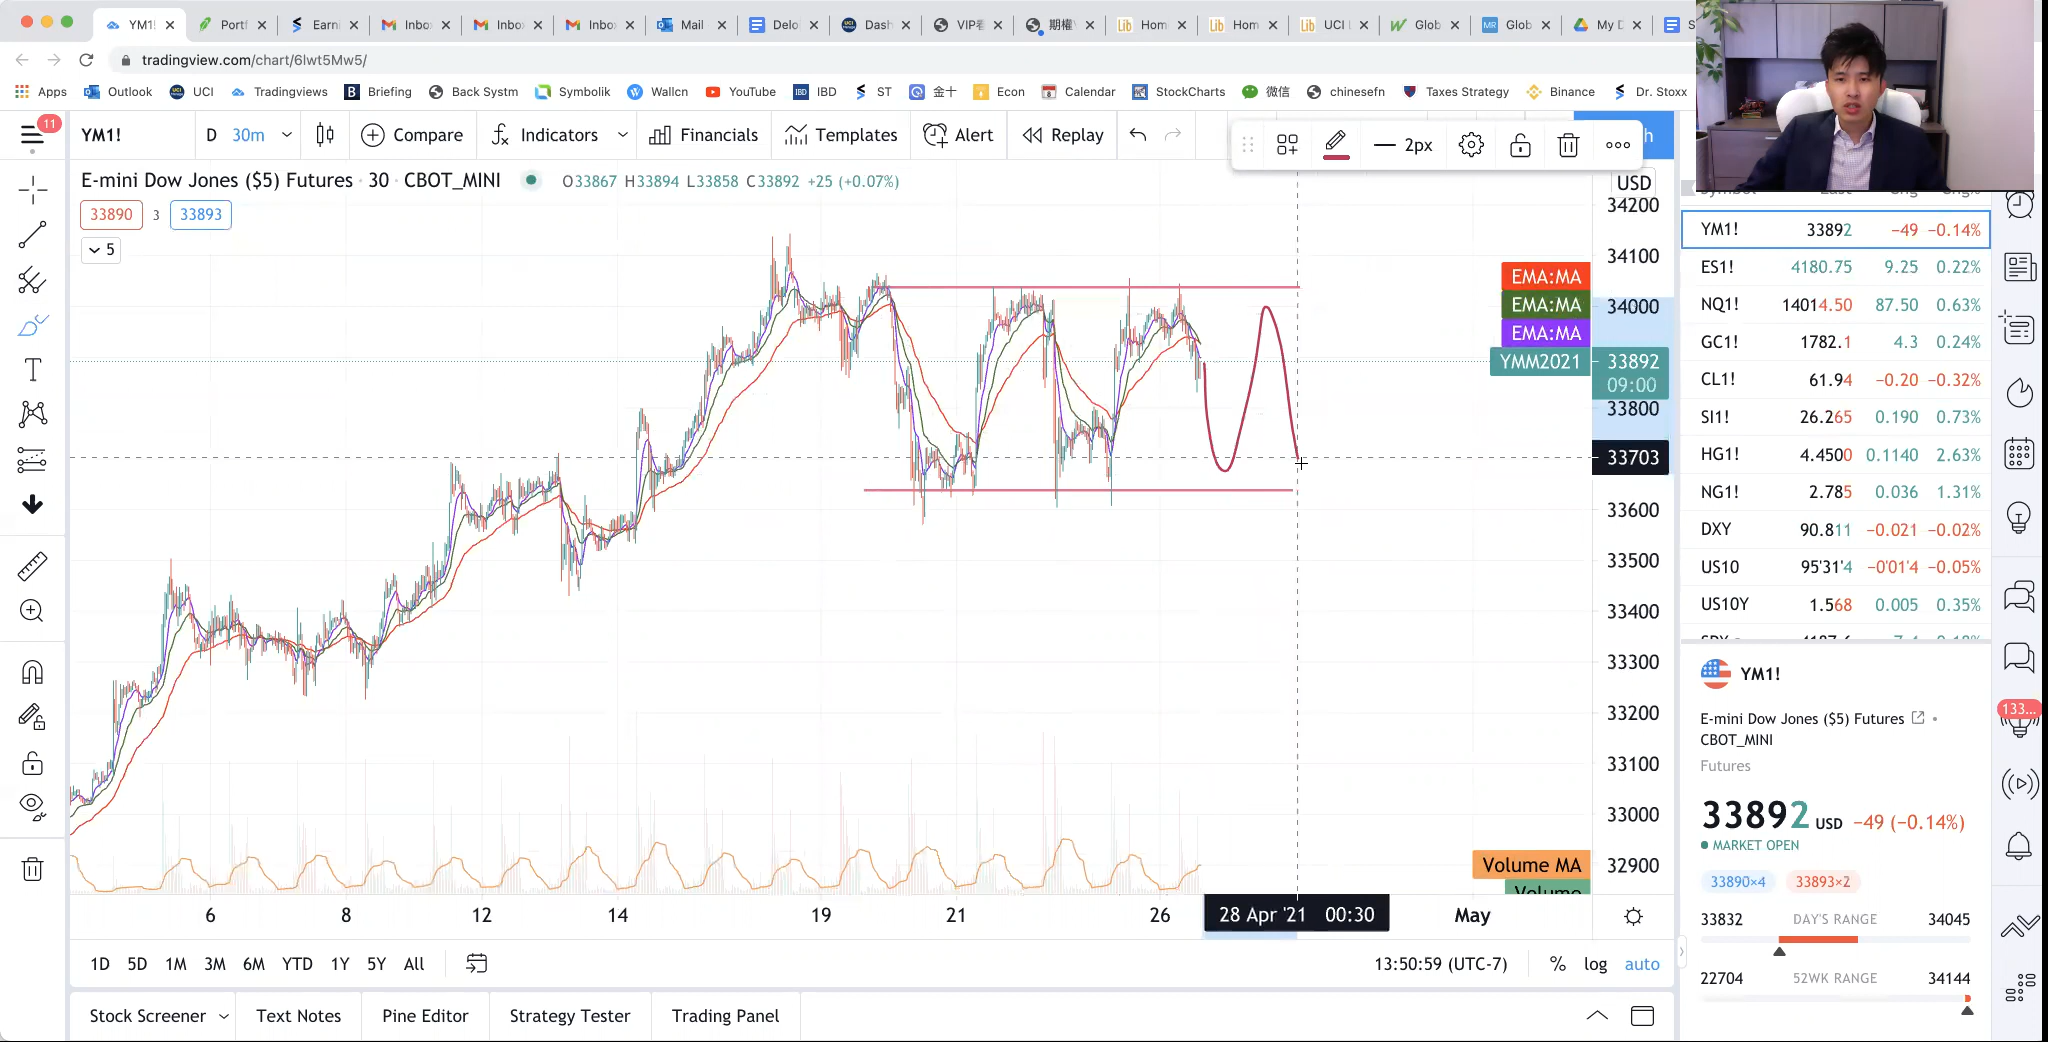 YM1! Portf Earni Inbo Inbo Inbo Mail Delo Dash VIP看 期權 Hom Hom UCI L Glob Glob My D S
tradingview.com/chart/6lwt5Mw5/
Apps Outlook UCI Tradingviews Briefing Back Systm Symbolik Wallcn YouTube IBD ST 金十 Econ Calendar StockCharts 微信 chinesefn Taxes Strategy Binance Dr. Stoxx
11
YM1! D 30m Compare Indicators Financials Templates Alert Replay 2px
E-mini Dow Jones ($5) Futures · 30 · CBOT_MINI O33867 H33894 L33858 C33892 +25 (+0.07%)
33890 3 33893
5
USD
34200
34100
34000
33892
09:00
33800
33703
33600
33500
33400
33300
33200
33100
33000
32900
EMA:MA
EMA:MA
EMA:MA
YMM2021
Volume MA
Volume
6 8 12 14 19 21 26 28 Apr '21 00:30 May
1D 5D 1M 3M 6M YTD 1Y 5Y All 13:50:59 (UTC-7) % log auto
Stock Screener Text Notes Pine Editor Strategy Tester Trading Panel
YM1! 33892 −49 −0.14%
ES1! 4180.75 9.25 0.22%
NQ1! 14014.50 87.50 0.63%
GC1! 1782.1 4.3 0.24%
CL1! 61.94 −0.20 −0.32%
SI1! 26.265 0.190 0.73%
HG1! 4.4500 0.1140 2.63%
NG1! 2.785 0.036 1.31%
DXY 90.811 −0.021 −0.02%
US10 95'31'4 −0'01'4 −0.05%
US10Y 1.568 0.005 0.35%
YM1!
E-mini Dow Jones ($5) Futures
CBOT_MINI
Futures
33892 USD −49 (−0.14%)
MARKET OPEN
33890×4 33893×2
33832 DAY'S RANGE 34045
22704 52WK RANGE 34144
133...